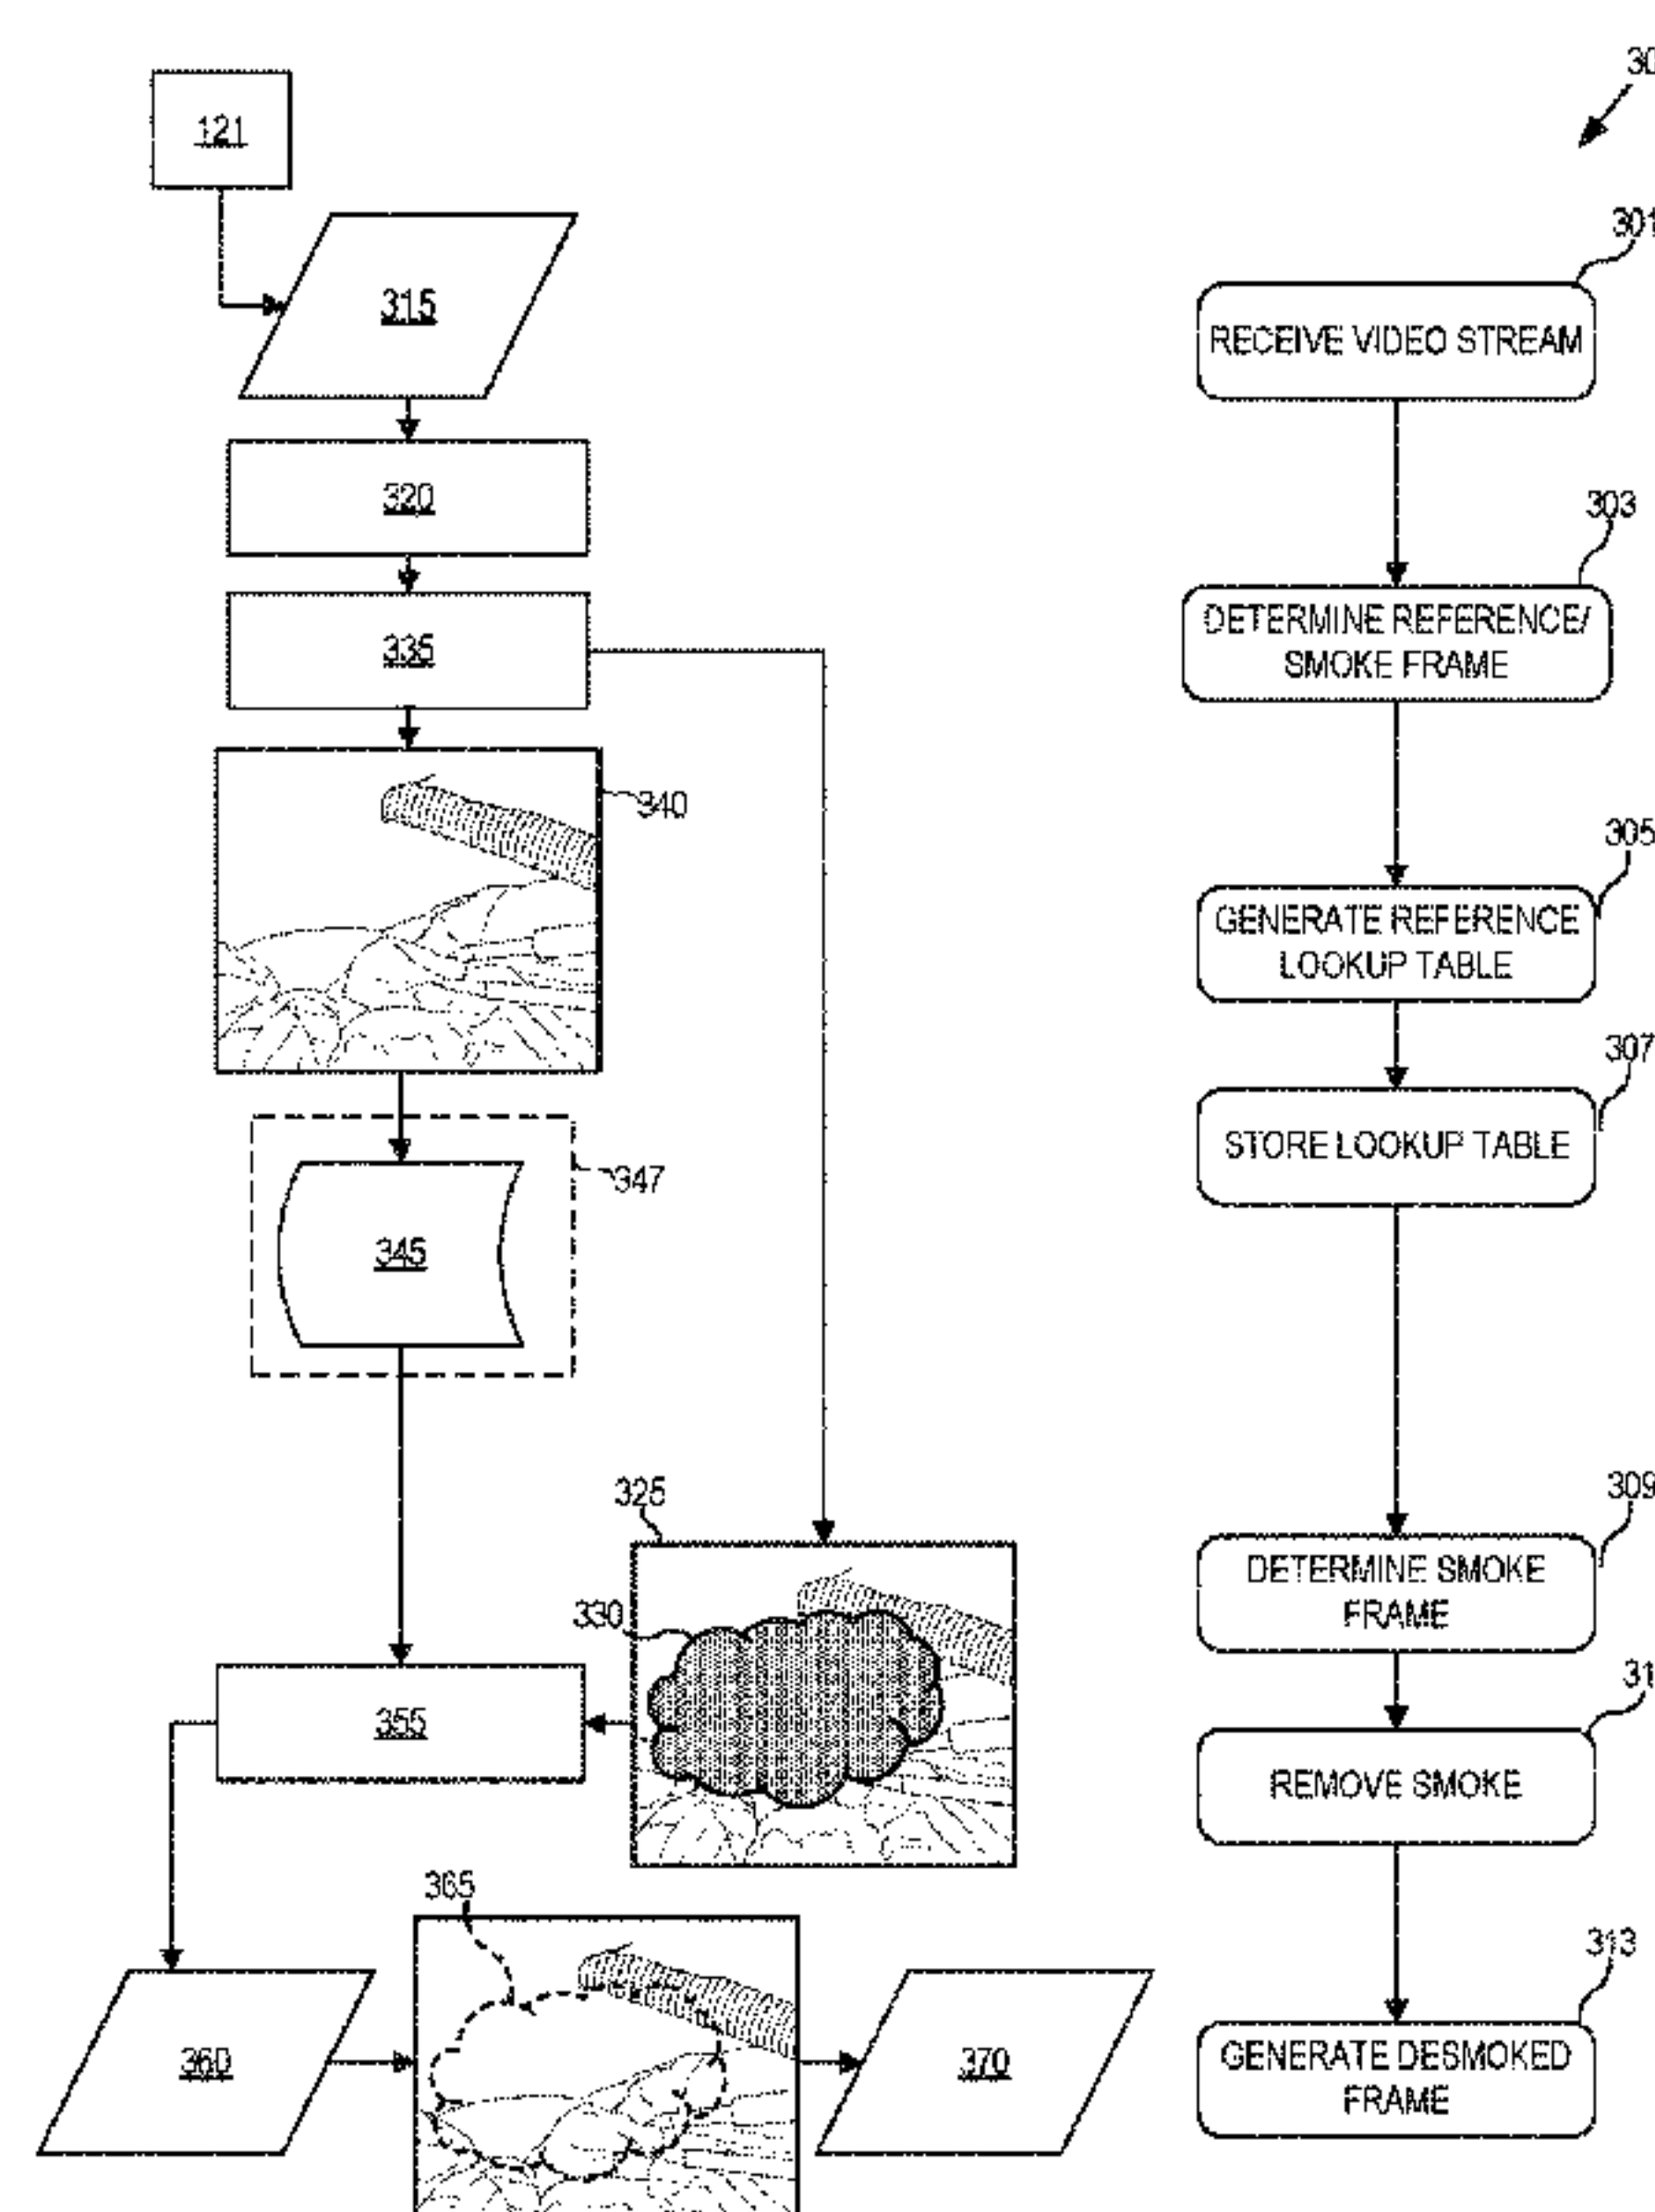 121
315
320
335
340
347
345
325
330
355
365
360
370
30
301
RECEIVE VIDEO STREAM
303
DETERMINE REFERENCE/
SMOKE FRAME
305
GENERATE REFERENCE
LOOKUP TABLE
307
STORE LOOKUP TABLE
309
DETERMINE SMOKE
FRAME
31
REMOVE SMOKE
313
GENERATE DESMOKED
FRAME